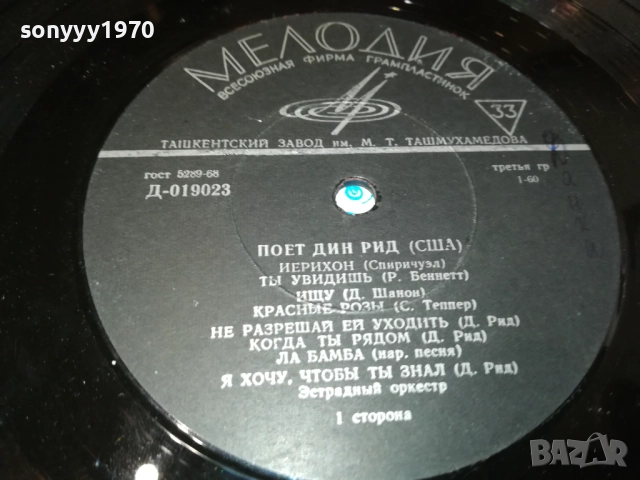 sonyyy1970
МЕЛОДИЯ
ВСЕСОЮЗНАЯ ФИРМА ГРАМПЛАСТИНОК
33
ТАШКЕНТСКИЙ ЗАВОД им. М. Т. ТАШМУХАМЕДОВА
гост 5289-68
Д-019023
третья гр
1-60
ПОЕТ ДИН РИД (США)
ИЕРИХОН (Спиричуэл)
ТЫ УВИДИШЬ (Р. Беннетт)
ИЩУ (Д. Шанон)
КРАСНЫЕ РОЗЫ (С. Теппер)
НЕ РАЗРЕШАЙ ЕЙ УХОДИТЬ (Д. Рид)
КОГДА ТЫ РЯДОМ (Д. Рид)
ЛА БАМБА (нар. песня)
Я ХОЧУ, ЧТОБЫ ТЫ ЗНАЛ (Д. Рид)
Эстрадный оркестр
1 сторона
BAZAR.bg